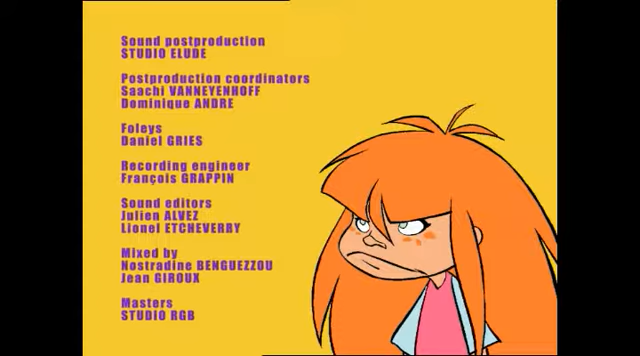 Sound postproduction
STUDIO ELUDE
Postproduction coordinators
Saachi VANNEYENHOFF
Dominique ANDRE
Foleys
Daniel GRIES
Recording engineer
François GRAPPIN
Sound editors
Julien ALVEZ
Lionel ETCHEVERRY
Mixed by
Nostradine BENGUEZZOU
Jean GIROUX
Masters
STUDIO RGB